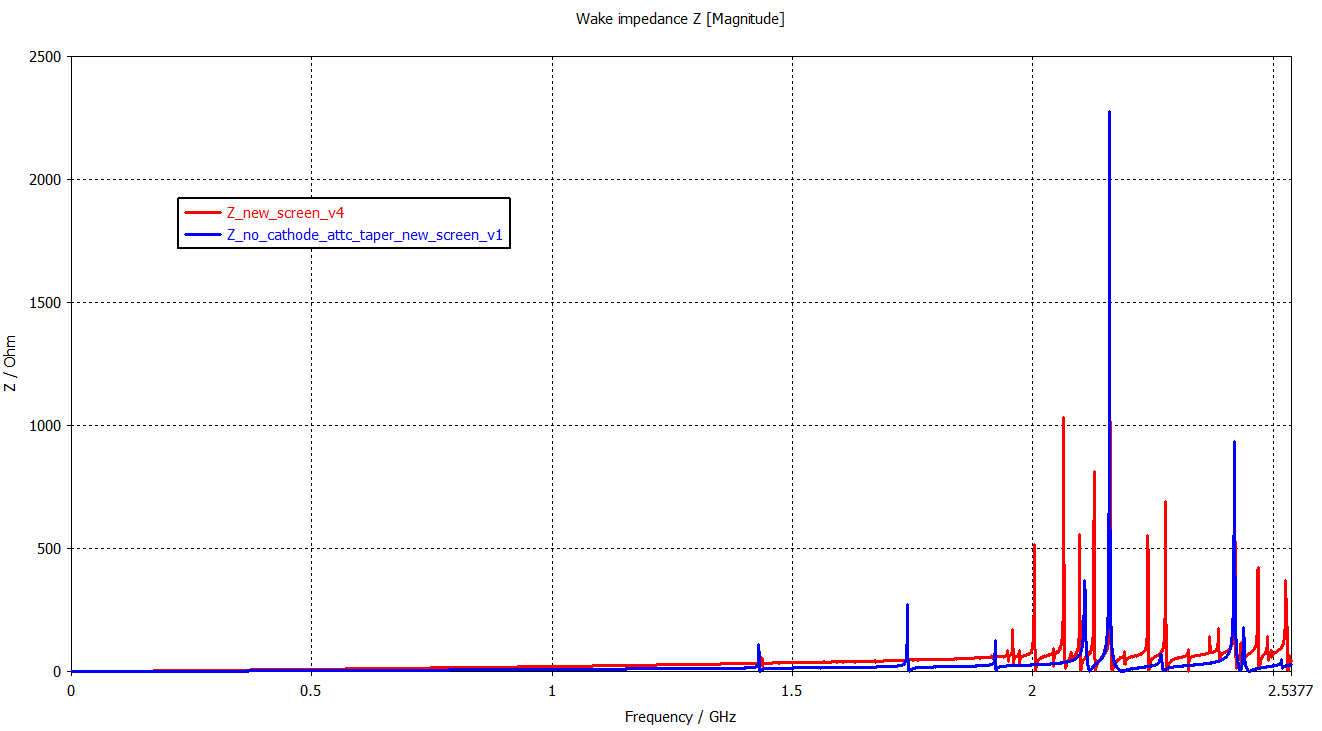 Wake impedance Z [Magnitude]
2500
2000
1500
1000
500
0
Z / Ohm
Z_new_screen_v4
Z_no_cathode_attc_taper_new_screen_v1
0
0.5
1
1.5
2
2.5377
Frequency / GHz